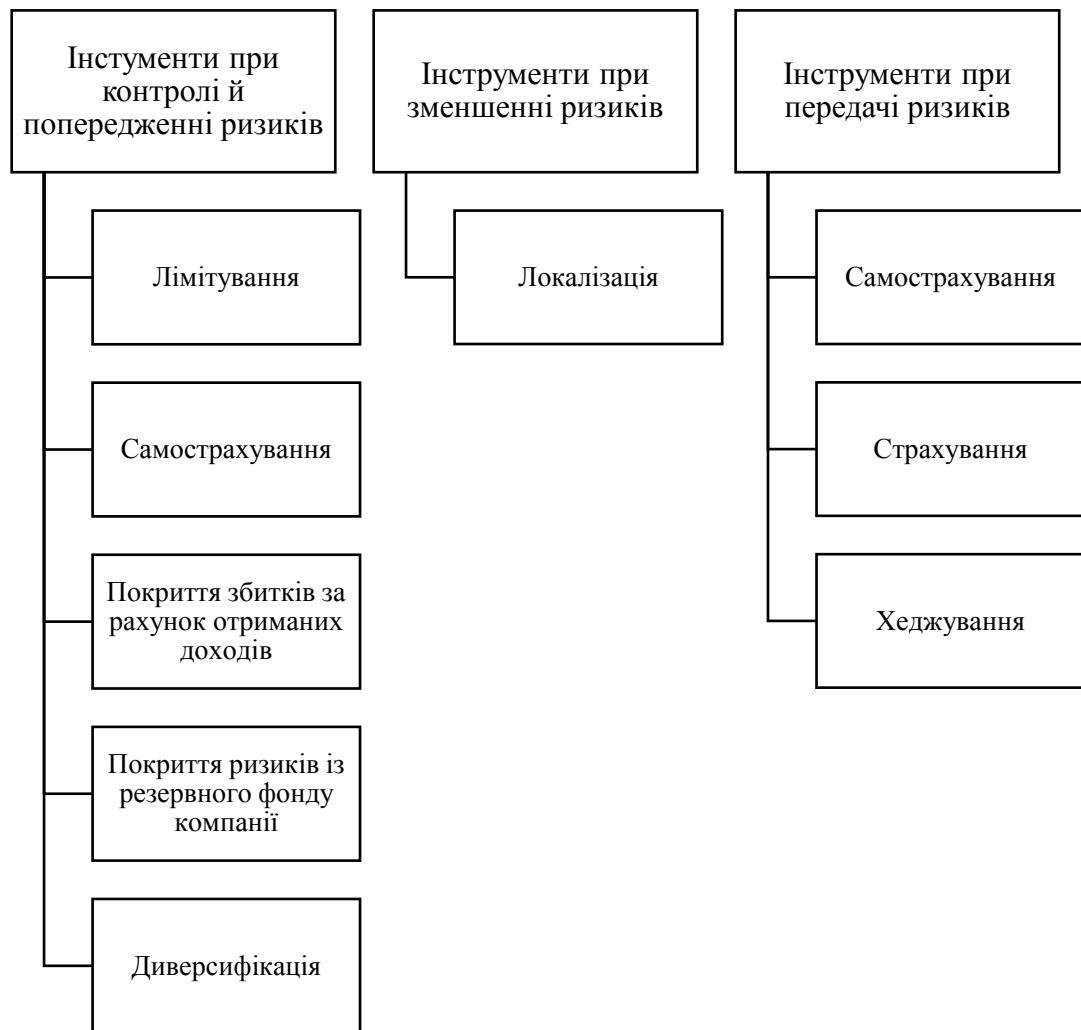 Інстументи при
контролі й
попередженні ризиків
Лімітування
Самострахування
Покриття збитків за
рахунок отриманих
доходів
Покриття ризиків із
резервного фонду
компанії
Диверсифікація
Інструменти при
зменшенні ризиків
Локалізація
Інструменти при
передачі ризиків
Самострахування
Страхування
Хеджування